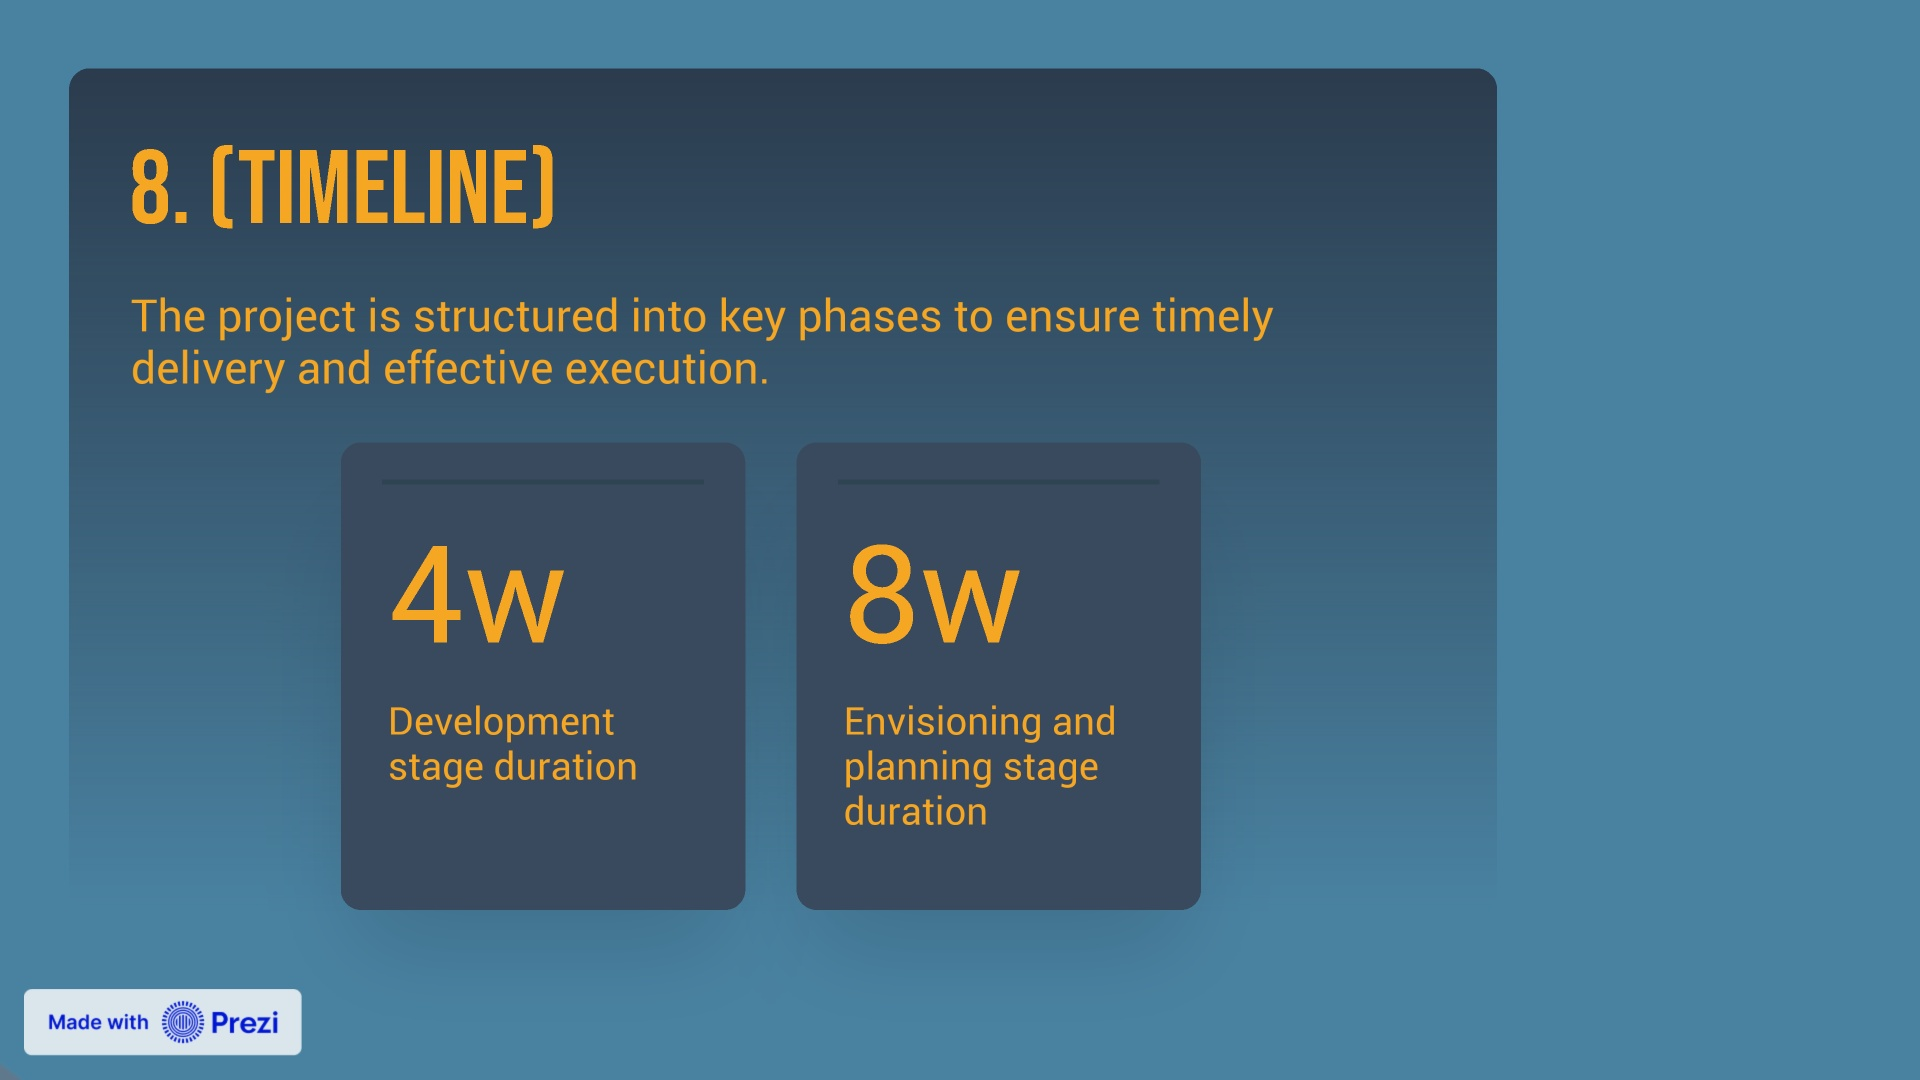 8. (TIMELINE)
The project is structured into key phases to ensure timely
delivery and effective execution.
4w
Development
stage duration
8w
Envisioning and
planning stage
duration
Made with Prezi